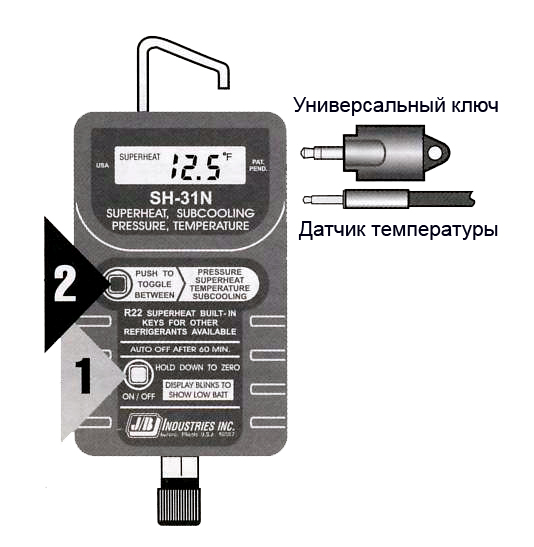 Универсальный ключ
USA
SUPERHEAT 12.5 °F
PAT.
PEND.
SH-31N
SUPERHEAT, SUBCOOLING
PRESSURE, TEMPERATURE
Датчик температуры
2
PUSH TO
TOGGLE
BETWEEN
PRESSURE
SUPERHEAT
TEMPERATURE
SUBCOOLING
R22 SUPERHEAT BUILT-IN
KEYS FOR OTHER
REFRIGERANTS AVAILABLE
AUTO OFF AFTER 60 MIN.
1
HOLD DOWN TO ZERO
ON / OFF
DISPLAY BLINKS TO
SHOW LOW BATT
J/B INDUSTRIES INC.